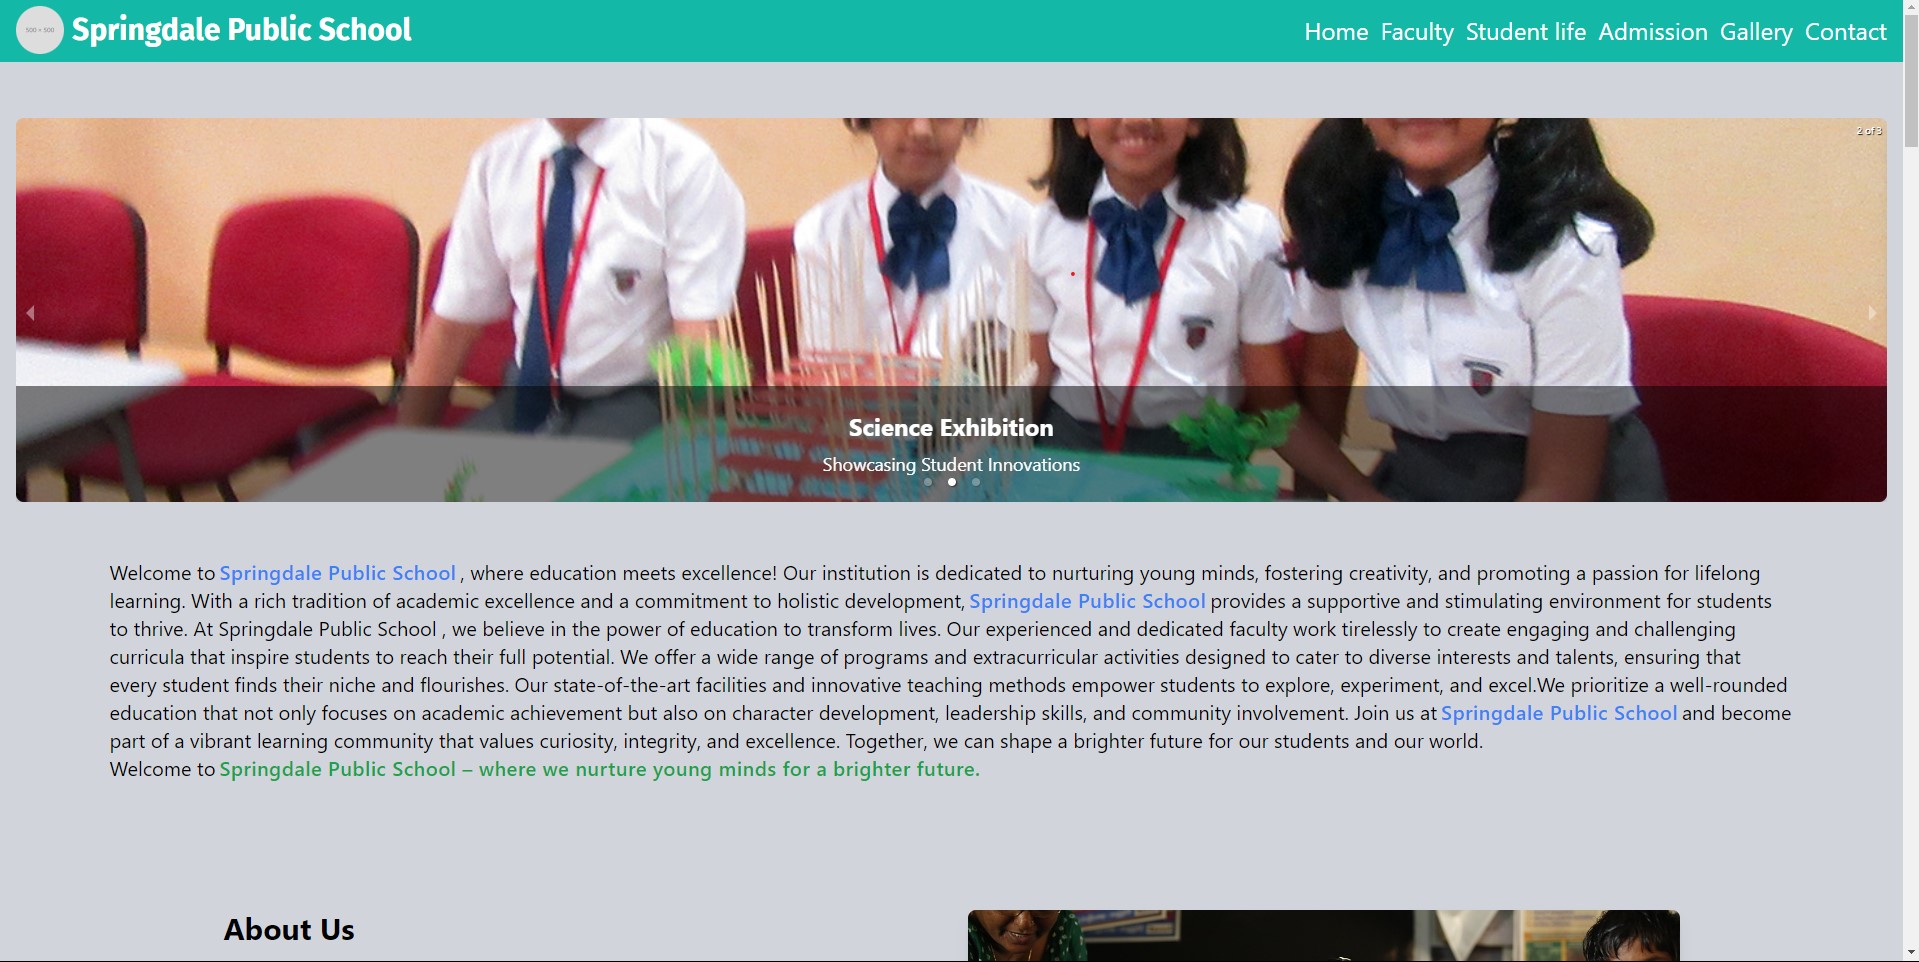 500 × 500
Springdale Public School
Home Faculty Student life Admission Gallery Contact
2 of 3
Science Exhibition
Showcasing Student Innovations
Welcome to Springdale Public School , where education meets excellence! Our institution is dedicated to nurturing young minds, fostering creativity, and promoting a passion for lifelong
learning. With a rich tradition of academic excellence and a commitment to holistic development, Springdale Public School provides a supportive and stimulating environment for students
to thrive. At Springdale Public School , we believe in the power of education to transform lives. Our experienced and dedicated faculty work tirelessly to create engaging and challenging
curricula that inspire students to reach their full potential. We offer a wide range of programs and extracurricular activities designed to cater to diverse interests and talents, ensuring that
every student finds their niche and flourishes. Our state-of-the-art facilities and innovative teaching methods empower students to explore, experiment, and excel.We prioritize a well-rounded
education that not only focuses on academic achievement but also on character development, leadership skills, and community involvement. Join us at Springdale Public School and become
part of a vibrant learning community that values curiosity, integrity, and excellence. Together, we can shape a brighter future for our students and our world.
Welcome to Springdale Public School – where we nurture young minds for a brighter future.
About Us